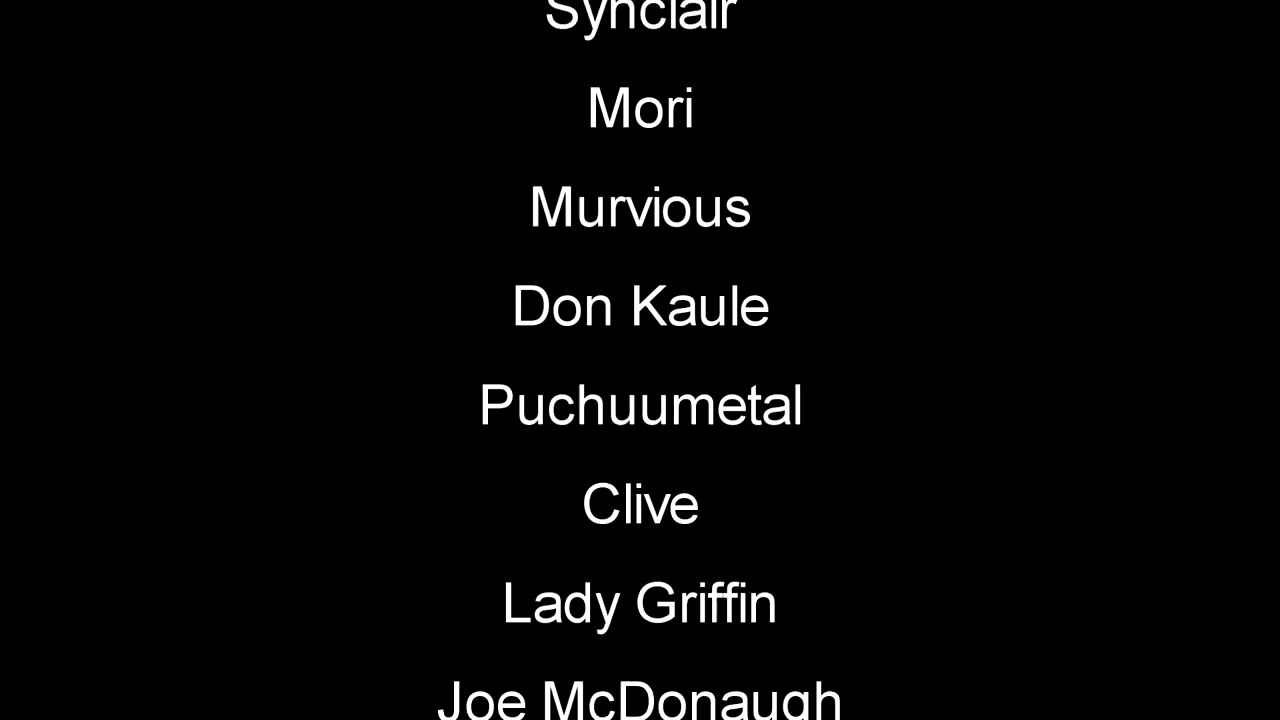 Synclair
Mori
Murvious
Don Kaule
Puchuumetal
Clive
Lady Griffin
Joe McDonaugh